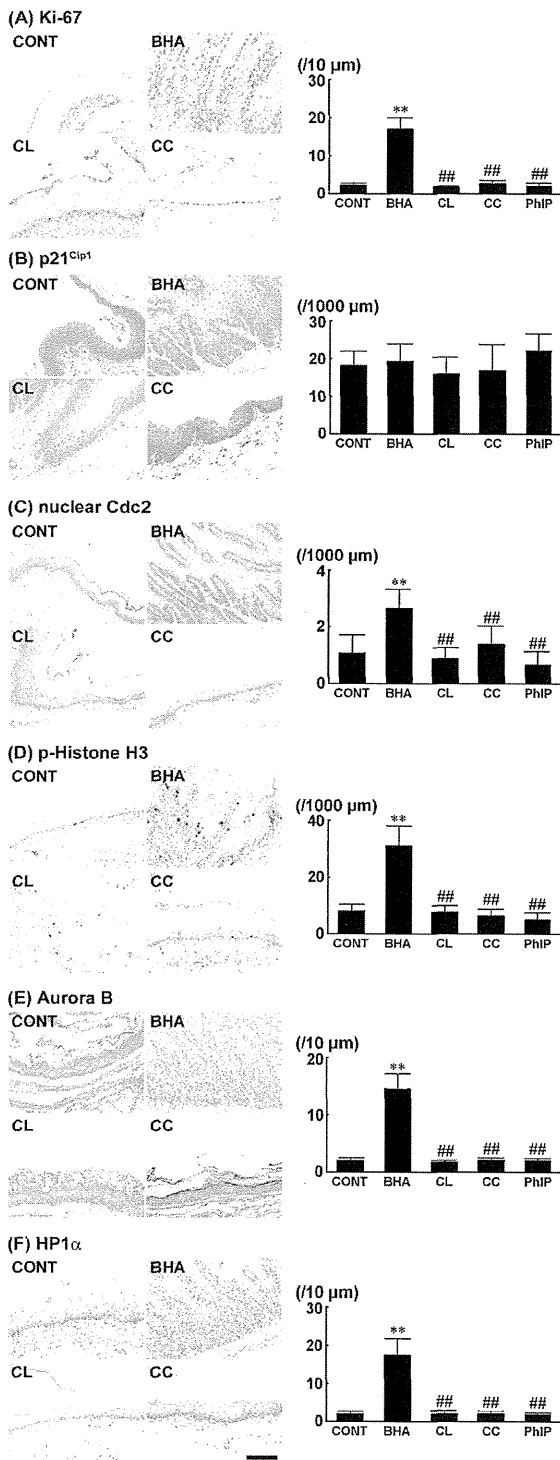 (A) Ki-67
CONT BHA
CL CC
(/10 µm)
30
20
10
0
**
## ## ##
CONT BHA CL CC PhIP
(B) p21Cip1
CONT BHA
CL CC
(/1000 µm)
30
20
10
0
CONT BHA CL CC PhIP
(C) nuclear Cdc2
CONT BHA
CL CC
(/1000 µm)
4
2
0
**
## ## ##
CONT BHA CL CC PhIP
(D) p-Histone H3
CONT BHA
CL CC
(/1000 µm)
40
20
0
**
## ## ##
CONT BHA CL CC PhIP
(E) Aurora B
CONT BHA
CL CC
(/10 µm)
20
10
0
**
## ## ##
CONT BHA CL CC PhIP
(F) HP1α
CONT BHA
CL CC
(/10 µm)
30
20
10
0
**
## ## ##
CONT BHA CL CC PhIP